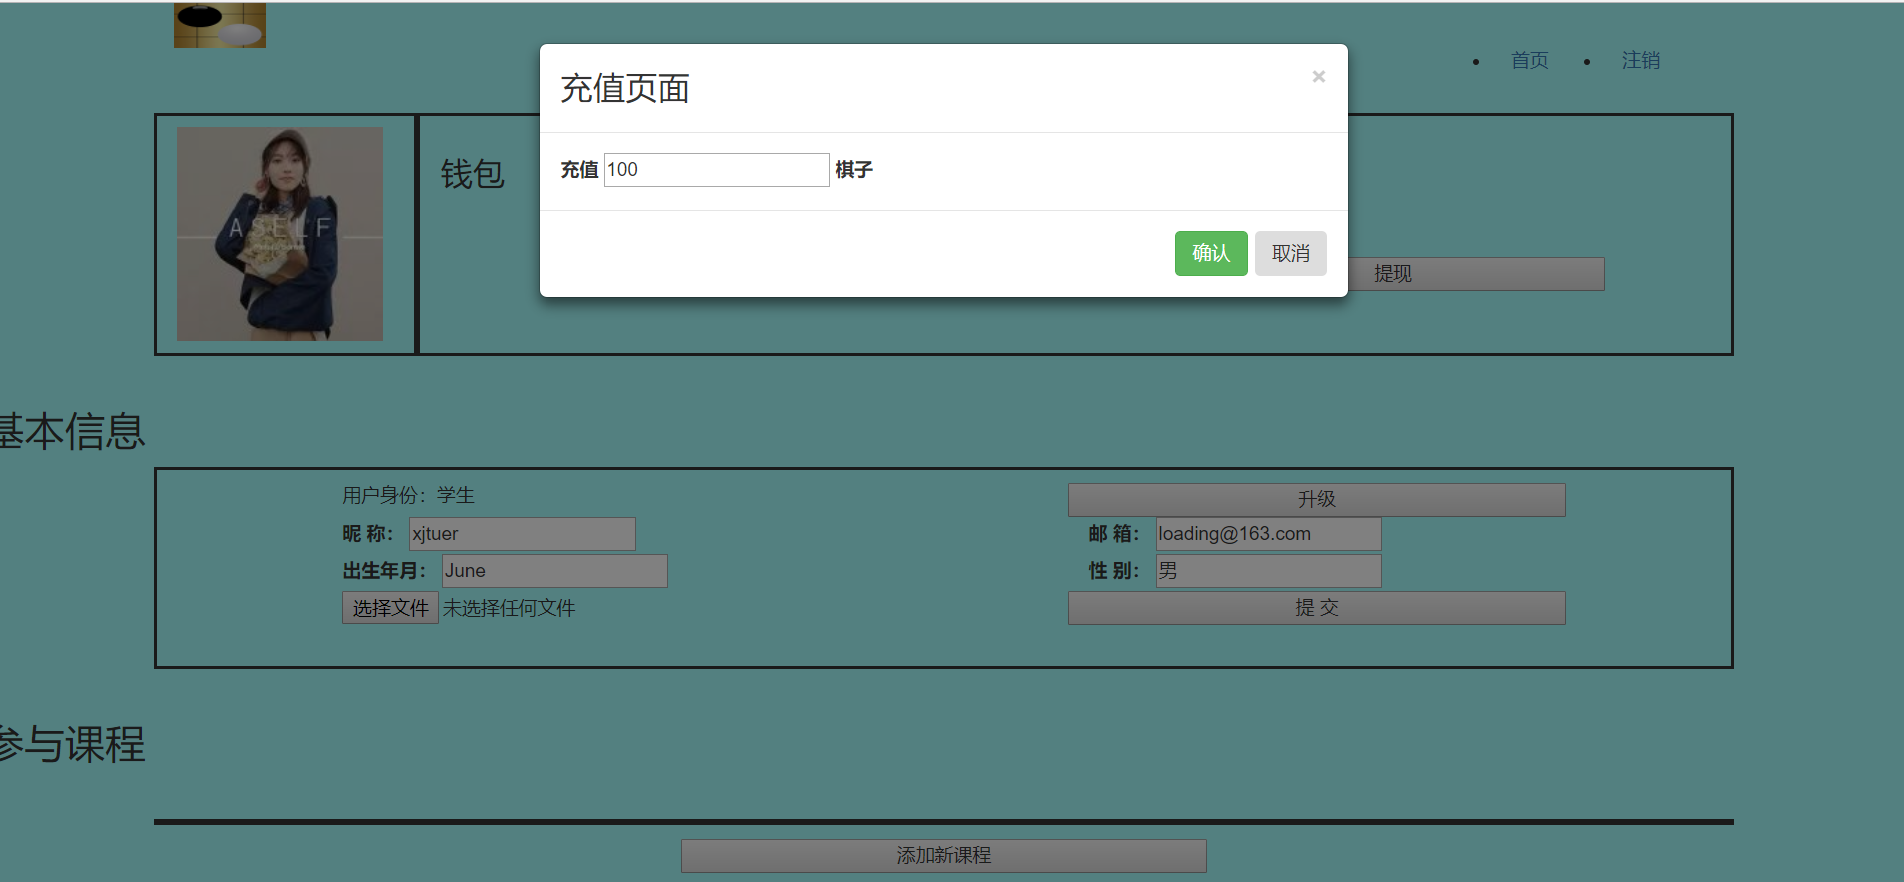 首页
注销
充值页面
×
充值 100 棋子
确认 取消
ASELF
钱包
提现
基本信息
用户身份：学生
升级
昵 称： xjtuer
邮 箱： loading@163.com
出生年月： June
性 别： 男
选择文件 未选择任何文件
提 交
参与课程
添加新课程